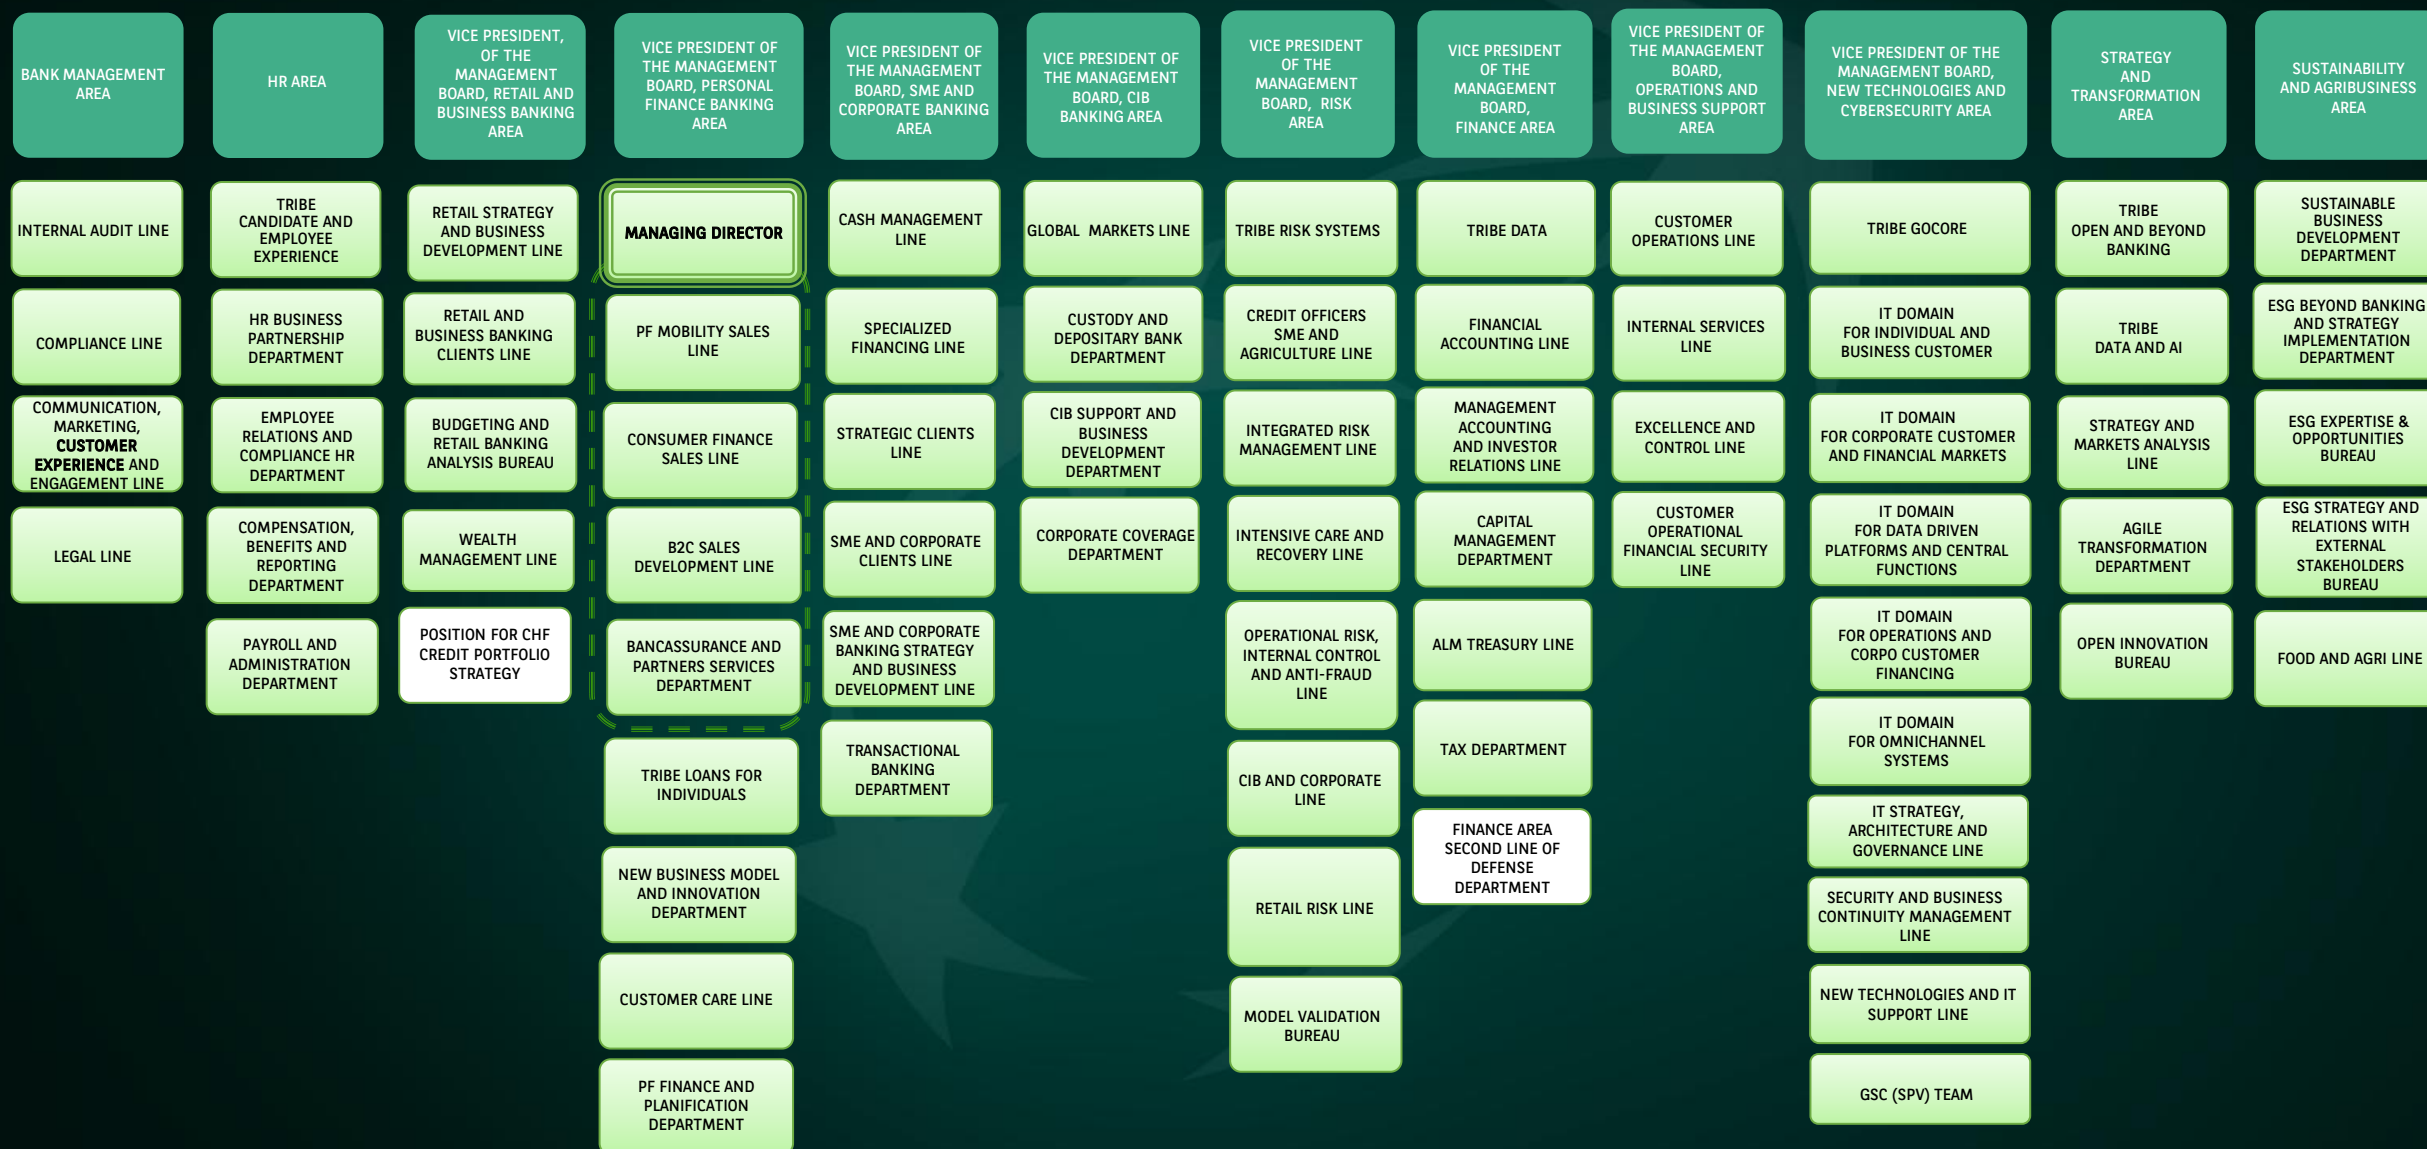 BANK MANAGEMENT
AREA
HR AREA
VICE PRESIDENT,
OF THE
MANAGEMENT
BOARD, RETAIL AND
BUSINESS BANKING
AREA
VICE PRESIDENT OF
THE MANAGEMENT
BOARD, PERSONAL
FINANCE BANKING
AREA
VICE PRESIDENT OF
THE MANAGEMENT
BOARD, SME AND
CORPORATE BANKING
AREA
VICE PRESIDENT OF
THE MANAGEMENT
BOARD, CIB
BANKING AREA
VICE PRESIDENT
OF THE
MANAGEMENT
BOARD, RISK
AREA
VICE PRESIDENT
OF THE
MANAGEMENT
BOARD,
FINANCE AREA
VICE PRESIDENT OF
THE MANAGEMENT
BOARD,
OPERATIONS AND
BUSINESS SUPPORT
AREA
VICE PRESIDENT OF THE
MANAGEMENT BOARD,
NEW TECHNOLOGIES AND
CYBERSECURITY AREA
STRATEGY
AND
TRANSFORMATION
AREA
SUSTAINABILITY
AND AGRIBUSINESS
AREA
INTERNAL AUDIT LINE
COMPLIANCE LINE
COMMUNICATION,
MARKETING,
CUSTOMER
EXPERIENCE AND
ENGAGEMENT LINE
LEGAL LINE
TRIBE
CANDIDATE AND
EMPLOYEE
EXPERIENCE
HR BUSINESS
PARTNERSHIP
DEPARTMENT
EMPLOYEE
RELATIONS AND
COMPLIANCE HR
DEPARTMENT
COMPENSATION,
BENEFITS AND
REPORTING
DEPARTMENT
PAYROLL AND
ADMINISTRATION
DEPARTMENT
RETAIL STRATEGY
AND BUSINESS
DEVELOPMENT LINE
RETAIL AND
BUSINESS BANKING
CLIENTS LINE
BUDGETING AND
RETAIL BANKING
ANALYSIS BUREAU
WEALTH
MANAGEMENT LINE
POSITION FOR CHF
CREDIT PORTFOLIO
STRATEGY
MANAGING DIRECTOR
PF MOBILITY SALES
LINE
CONSUMER FINANCE
SALES LINE
B2C SALES
DEVELOPMENT LINE
BANCASSURANCE AND
PARTNERS SERVICES
DEPARTMENT
TRIBE LOANS FOR
INDIVIDUALS
NEW BUSINESS MODEL
AND INNOVATION
DEPARTMENT
CUSTOMER CARE LINE
PF FINANCE AND
PLANIFICATION
DEPARTMENT
CASH MANAGEMENT
LINE
SPECIALIZED
FINANCING LINE
STRATEGIC CLIENTS
LINE
SME AND CORPORATE
CLIENTS LINE
SME AND CORPORATE
BANKING STRATEGY
AND BUSINESS
DEVELOPMENT LINE
TRANSACTIONAL
BANKING
DEPARTMENT
GLOBAL MARKETS LINE
CUSTODY AND
DEPOSITARY BANK
DEPARTMENT
CIB SUPPORT AND
BUSINESS
DEVELOPMENT
DEPARTMENT
CORPORATE COVERAGE
DEPARTMENT
TRIBE RISK SYSTEMS
CREDIT OFFICERS
SME AND
AGRICULTURE LINE
INTEGRATED RISK
MANAGEMENT LINE
INTENSIVE CARE AND
RECOVERY LINE
OPERATIONAL RISK,
INTERNAL CONTROL
AND ANTI-FRAUD
LINE
CIB AND CORPORATE
LINE
RETAIL RISK LINE
MODEL VALIDATION
BUREAU
TRIBE DATA
FINANCIAL
ACCOUNTING LINE
MANAGEMENT
ACCOUNTING
AND INVESTOR
RELATIONS LINE
CAPITAL
MANAGEMENT
DEPARTMENT
ALM TREASURY LINE
TAX DEPARTMENT
FINANCE AREA
SECOND LINE OF
DEFENSE
DEPARTMENT
CUSTOMER
OPERATIONS LINE
INTERNAL SERVICES
LINE
EXCELLENCE AND
CONTROL LINE
CUSTOMER
OPERATIONAL
FINANCIAL SECURITY
LINE
TRIBE GOCORE
IT DOMAIN
FOR INDIVIDUAL AND
BUSINESS CUSTOMER
IT DOMAIN
FOR CORPORATE CUSTOMER
AND FINANCIAL MARKETS
IT DOMAIN
FOR DATA DRIVEN
PLATFORMS AND CENTRAL
FUNCTIONS
IT DOMAIN
FOR OPERATIONS AND
CORPO CUSTOMER
FINANCING
IT DOMAIN
FOR OMNICHANNEL
SYSTEMS
IT STRATEGY,
ARCHITECTURE AND
GOVERNANCE LINE
SECURITY AND BUSINESS
CONTINUITY MANAGEMENT
LINE
NEW TECHNOLOGIES AND IT
SUPPORT LINE
GSC (SPV) TEAM
TRIBE
OPEN AND BEYOND
BANKING
TRIBE
DATA AND AI
STRATEGY AND
MARKETS ANALYSIS
LINE
AGILE
TRANSFORMATION
DEPARTMENT
OPEN INNOVATION
BUREAU
SUSTAINABLE
BUSINESS
DEVELOPMENT
DEPARTMENT
ESG BEYOND BANKING
AND STRATEGY
IMPLEMENTATION
DEPARTMENT
ESG EXPERTISE &
OPPORTUNITIES
BUREAU
ESG STRATEGY AND
RELATIONS WITH
EXTERNAL
STAKEHOLDERS
BUREAU
FOOD AND AGRI LINE